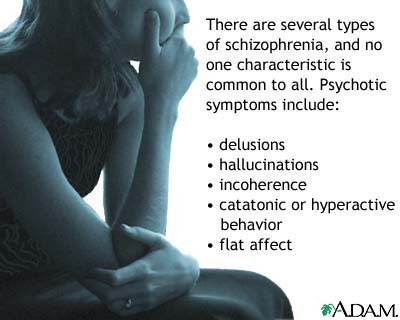 There are several types
of schizophrenia, and no
one characteristic is
common to all. Psychotic
symptoms include:
• delusions
• hallucinations
• incoherence
• catatonic or hyperactive
behavior
• flat affect
A.D.A.M.